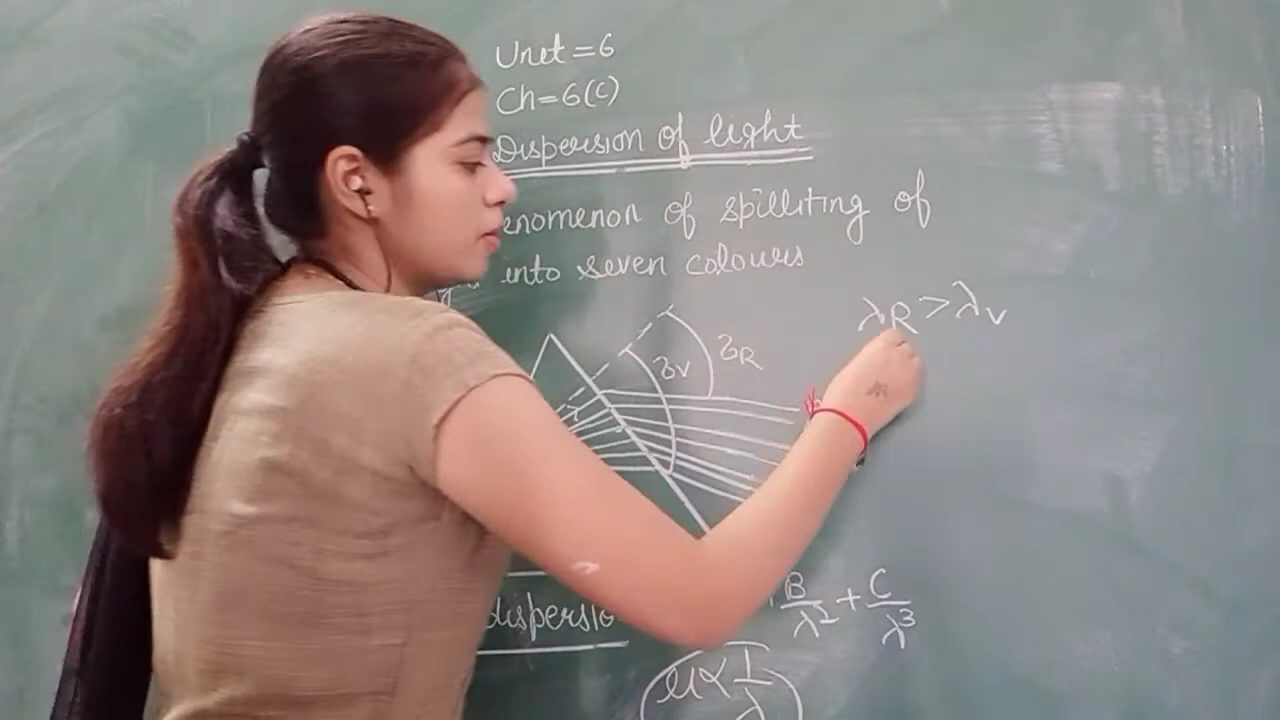 Unit = 6
Ch = 6(C)
Dispersion of light
enomenon of spilliting of
into seven colours
λR > λv
δv δR
dispersio
B/λ² + C/λ³
μ ∝ 1/λ